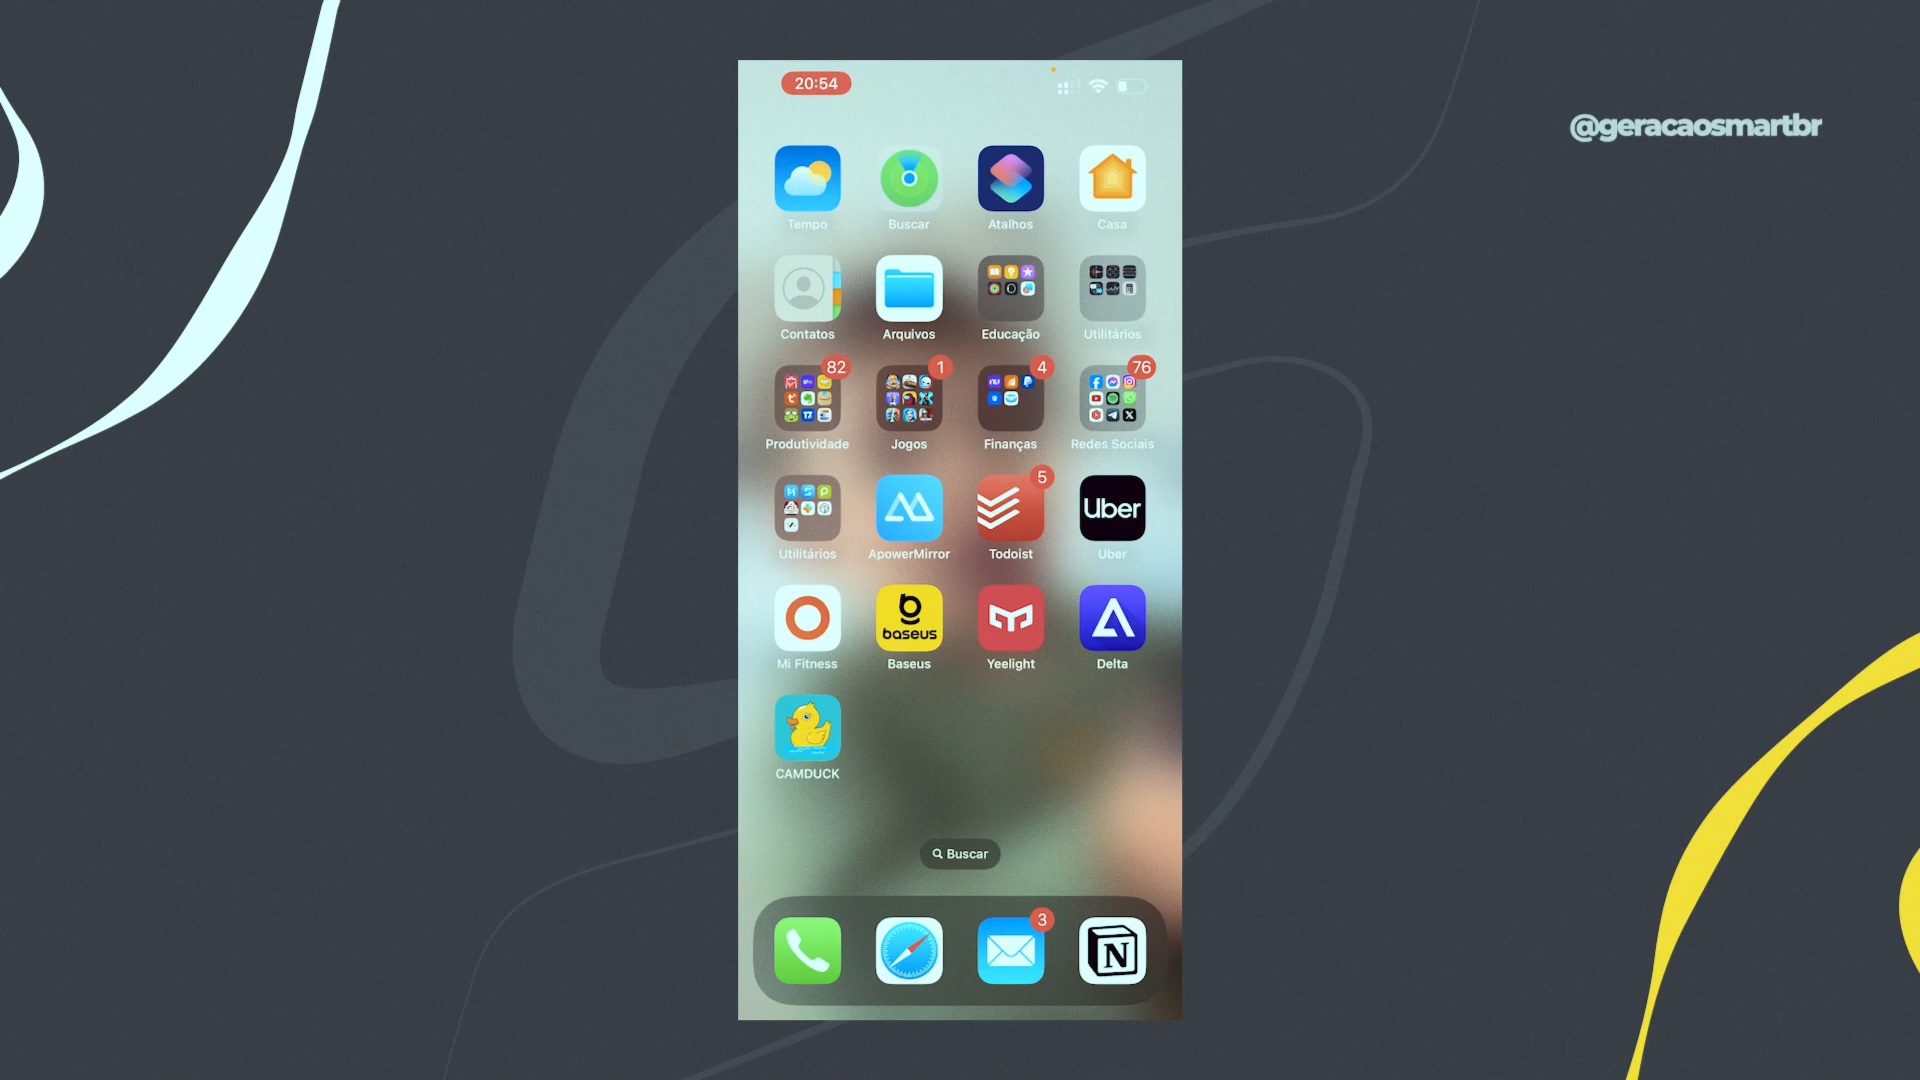 20:54
@geracaosmartbr
Tempo
Buscar
Atalhos
Casa
Contatos
Arquivos
Educação
Utilitários
82
1
4
76
Produtividade
Jogos
Finanças
Redes Sociais
5
Uber
Utilitários
ApowerMirror
Todoist
Uber
baseus
Mi Fitness
Baseus
Yeelight
Delta
CAMDUCK
Buscar
3
N